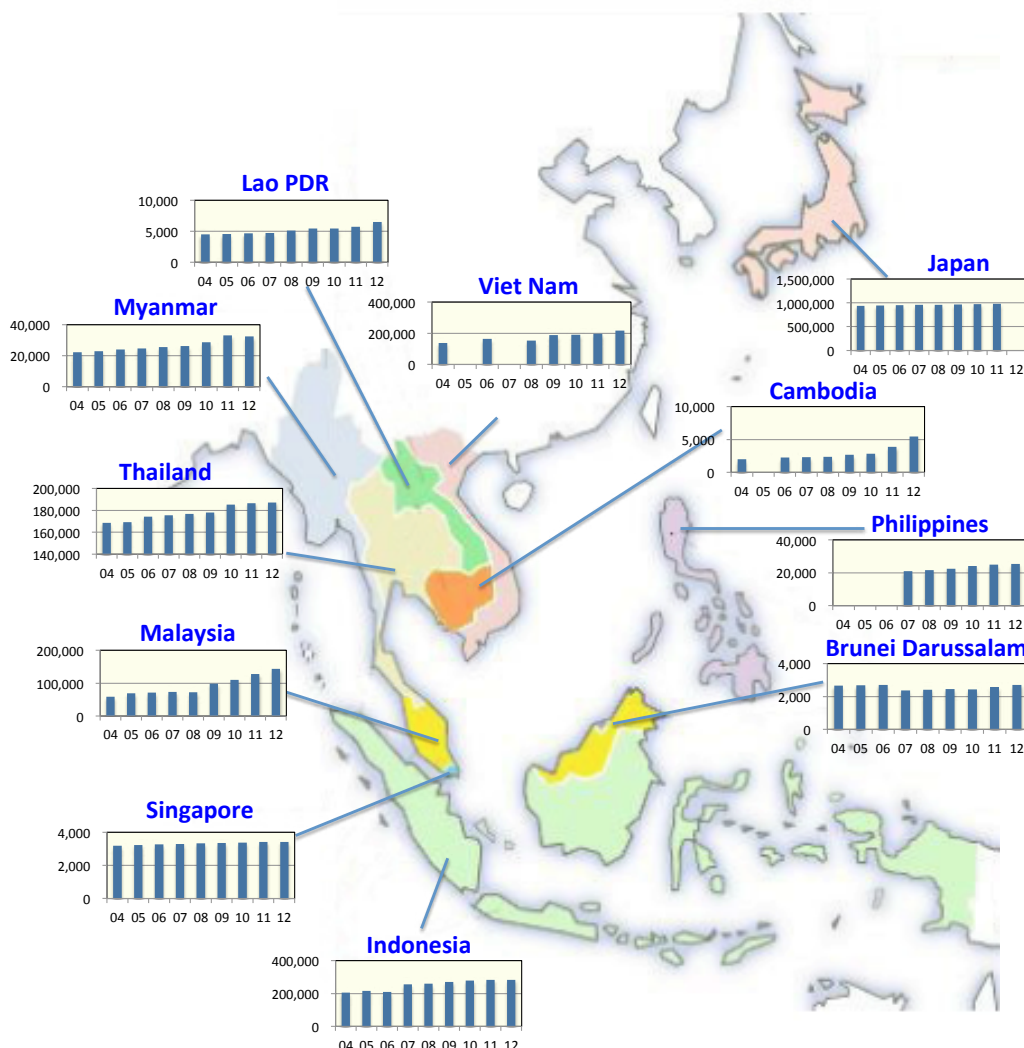 Lao PDR
10,000
5,000
0
04 05 06 07 08 09 10 11 12
Viet Nam
400,000
200,000
0
04 05 06 07 08 09 10 11 12
Japan
1,500,000
1,000,000
500,000
0
04 05 06 07 08 09 10 11 12
Myanmar
40,000
20,000
0
04 05 06 07 08 09 10 11 12
Cambodia
10,000
5,000
0
04 05 06 07 08 09 10 11 12
Thailand
200,000
180,000
160,000
140,000
04 05 06 07 08 09 10 11 12
Philippines
40,000
20,000
0
04 05 06 07 08 09 10 11 12
Malaysia
200,000
100,000
0
04 05 06 07 08 09 10 11 12
Brunei Darussalam
4,000
2,000
0
04 05 06 07 08 09 10 11 12
Singapore
4,000
2,000
0
04 05 06 07 08 09 10 11 12
Indonesia
400,000
200,000
0
04 05 06 07 08 09 10 11 12